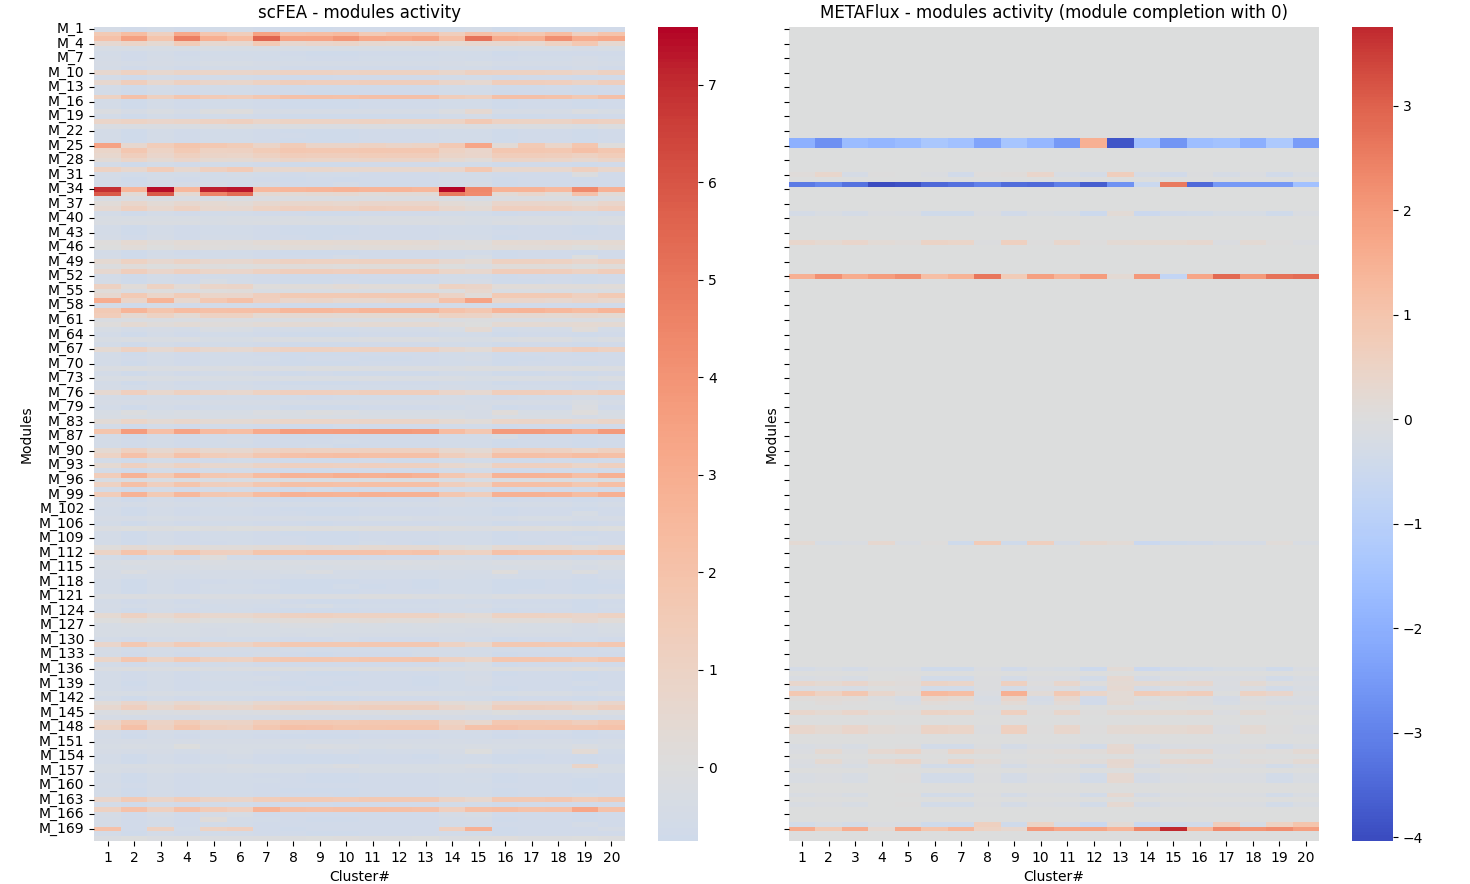 scFEA - modules activity
M_1
M_4
M_7
M_10
M_13
M_16
M_19
M_22
M_25
M_28
M_31
M_34
M_37
M_40
M_43
M_46
M_49
M_52
M_55
M_58
M_61
M_64
M_67
M_70
M_73
M_76
M_79
M_83
M_87
M_90
M_93
M_96
M_99
M_102
M_106
M_109
M_112
M_115
M_118
M_121
M_124
M_127
M_130
M_133
M_136
M_139
M_142
M_145
M_148
M_151
M_154
M_157
M_160
M_163
M_166
M_169
Modules
1 2 3 4 5 6 7 8 9 10 11 12 13 14 15 16 17 18 19 20
Cluster#
7
6
5
4
3
2
1
0
METAFlux - modules activity (module completion with 0)
Modules
1 2 3 4 5 6 7 8 9 10 11 12 13 14 15 16 17 18 19 20
Cluster#
3
2
1
0
−1
−2
−3
−4